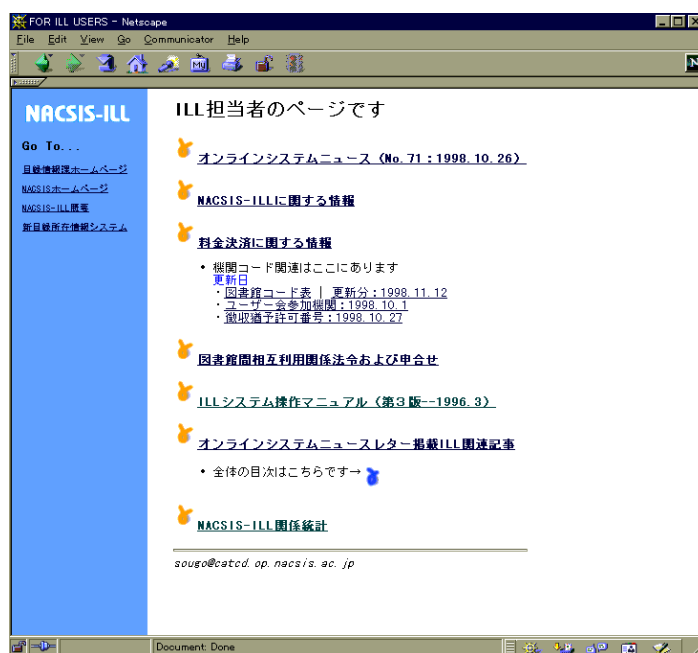 FOR ILL USERS - Netscape
File Edit View Go Communicator Help
NACSIS-ILL
Go To...
目録情報課ホームページ
NACSISホームページ
NACSIS-ILL概要
新目録所在情報システム
ILL担当者のページです
オンラインシステムニュース（No.71：1998.10.26）
NACSIS-ILLに関する情報
料金決済に関する情報
• 機関コード関連はここにあります
更新日
・図書館コード表 | 更新分：1998.11.12
・ユーザー会参加機関：1998.10.1
・徴収猶予許可番号：1998.10.27
図書館間相互利用関係法令および申合せ
ILLシステム操作マニュアル（第３版--1996.3）
オンラインシステムニュースレター掲載ILL関連記事
• 全体の目次はこちらです→
NACSIS-ILL関係統計
sougo@catcd.op.nacsis.ac.jp
Document: Done